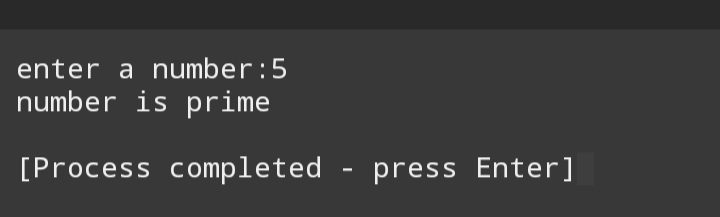 enter a number:5
number is prime
[Process completed - press Enter]